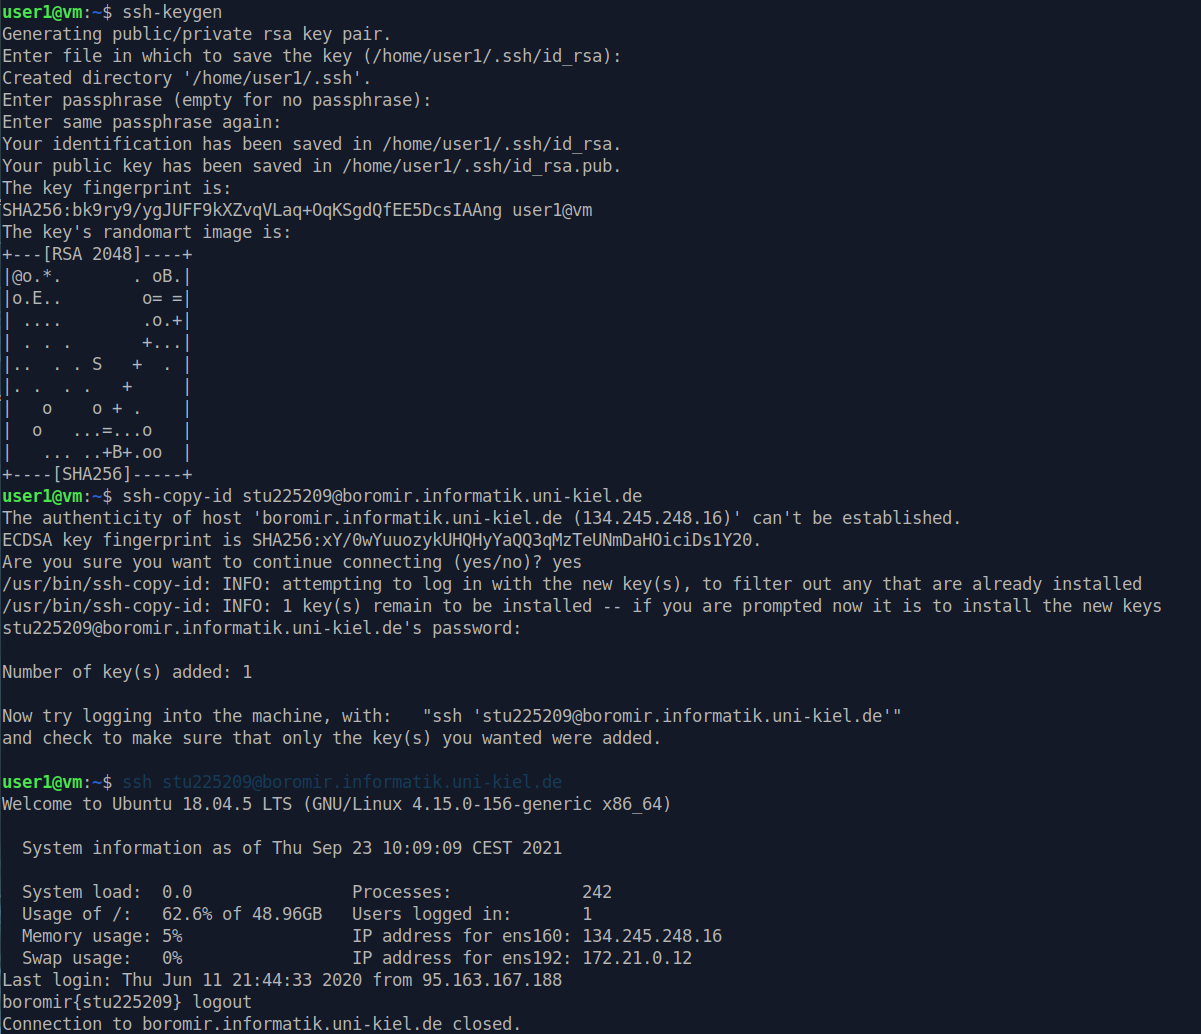 user1@vm:~$ ssh-keygen
Generating public/private rsa key pair.
Enter file in which to save the key (/home/user1/.ssh/id_rsa):
Created directory '/home/user1/.ssh'.
Enter passphrase (empty for no passphrase):
Enter same passphrase again:
Your identification has been saved in /home/user1/.ssh/id_rsa.
Your public key has been saved in /home/user1/.ssh/id_rsa.pub.
The key fingerprint is:
SHA256:bk9ry9/ygJUFF9kXZvqVLaq+OqKSgdQfEE5DcsIAAng user1@vm
The key's randomart image is:
+---[RSA 2048]----+
|@o.*.       . oB.|
|o.E..        o= =|
| ....        .o.+|
| . . .       +...|
|..  . . S   +   . |
|. .  . .   +     |
|   o    o + .    |
|  o   ...=...o   |
|   ... ..+B+.oo  |
+----[SHA256]-----+
user1@vm:~$ ssh-copy-id stu225209@boromir.informatik.uni-kiel.de
The authenticity of host 'boromir.informatik.uni-kiel.de (134.245.248.16)' can't be established.
ECDSA key fingerprint is SHA256:xY/0wYuuozykUHQHyYaQQ3qMzTeUNmDaHOiciDs1Y20.
Are you sure you want to continue connecting (yes/no)? yes
/usr/bin/ssh-copy-id: INFO: attempting to log in with the new key(s), to filter out any that are already installed
/usr/bin/ssh-copy-id: INFO: 1 key(s) remain to be installed -- if you are prompted now it is to install the new keys
stu225209@boromir.informatik.uni-kiel.de's password:

Number of key(s) added: 1

Now try logging into the machine, with:   "ssh 'stu225209@boromir.informatik.uni-kiel.de'"
and check to make sure that only the key(s) you wanted were added.

user1@vm:~$ ssh stu225209@boromir.informatik.uni-kiel.de
Welcome to Ubuntu 18.04.5 LTS (GNU/Linux 4.15.0-156-generic x86_64)

  System information as of Thu Sep 23 10:09:09 CEST 2021

  System load:  0.0                Processes:             242
  Usage of /:   62.6% of 48.96GB   Users logged in:       1
  Memory usage: 5%                 IP address for ens160: 134.245.248.16
  Swap usage:   0%                 IP address for ens192: 172.21.0.12
Last login: Thu Jun 11 21:44:33 2020 from 95.163.167.188
boromir{stu225209} logout
Connection to boromir.informatik.uni-kiel.de closed.